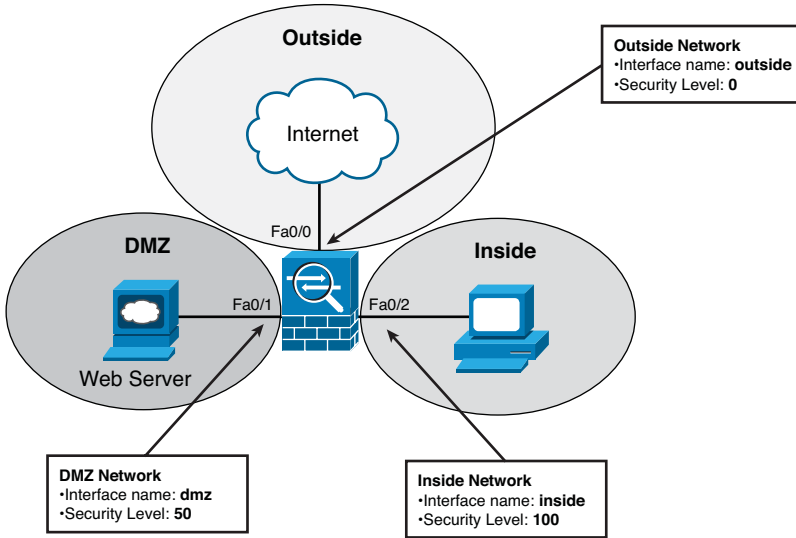 Outside
Outside Network
•Interface name: outside
•Security Level: 0
Internet
Fa0/0
DMZ
Inside
Fa0/1
Fa0/2
Web Server
DMZ Network
•Interface name: dmz
•Security Level: 50
Inside Network
•Interface name: inside
•Security Level: 100